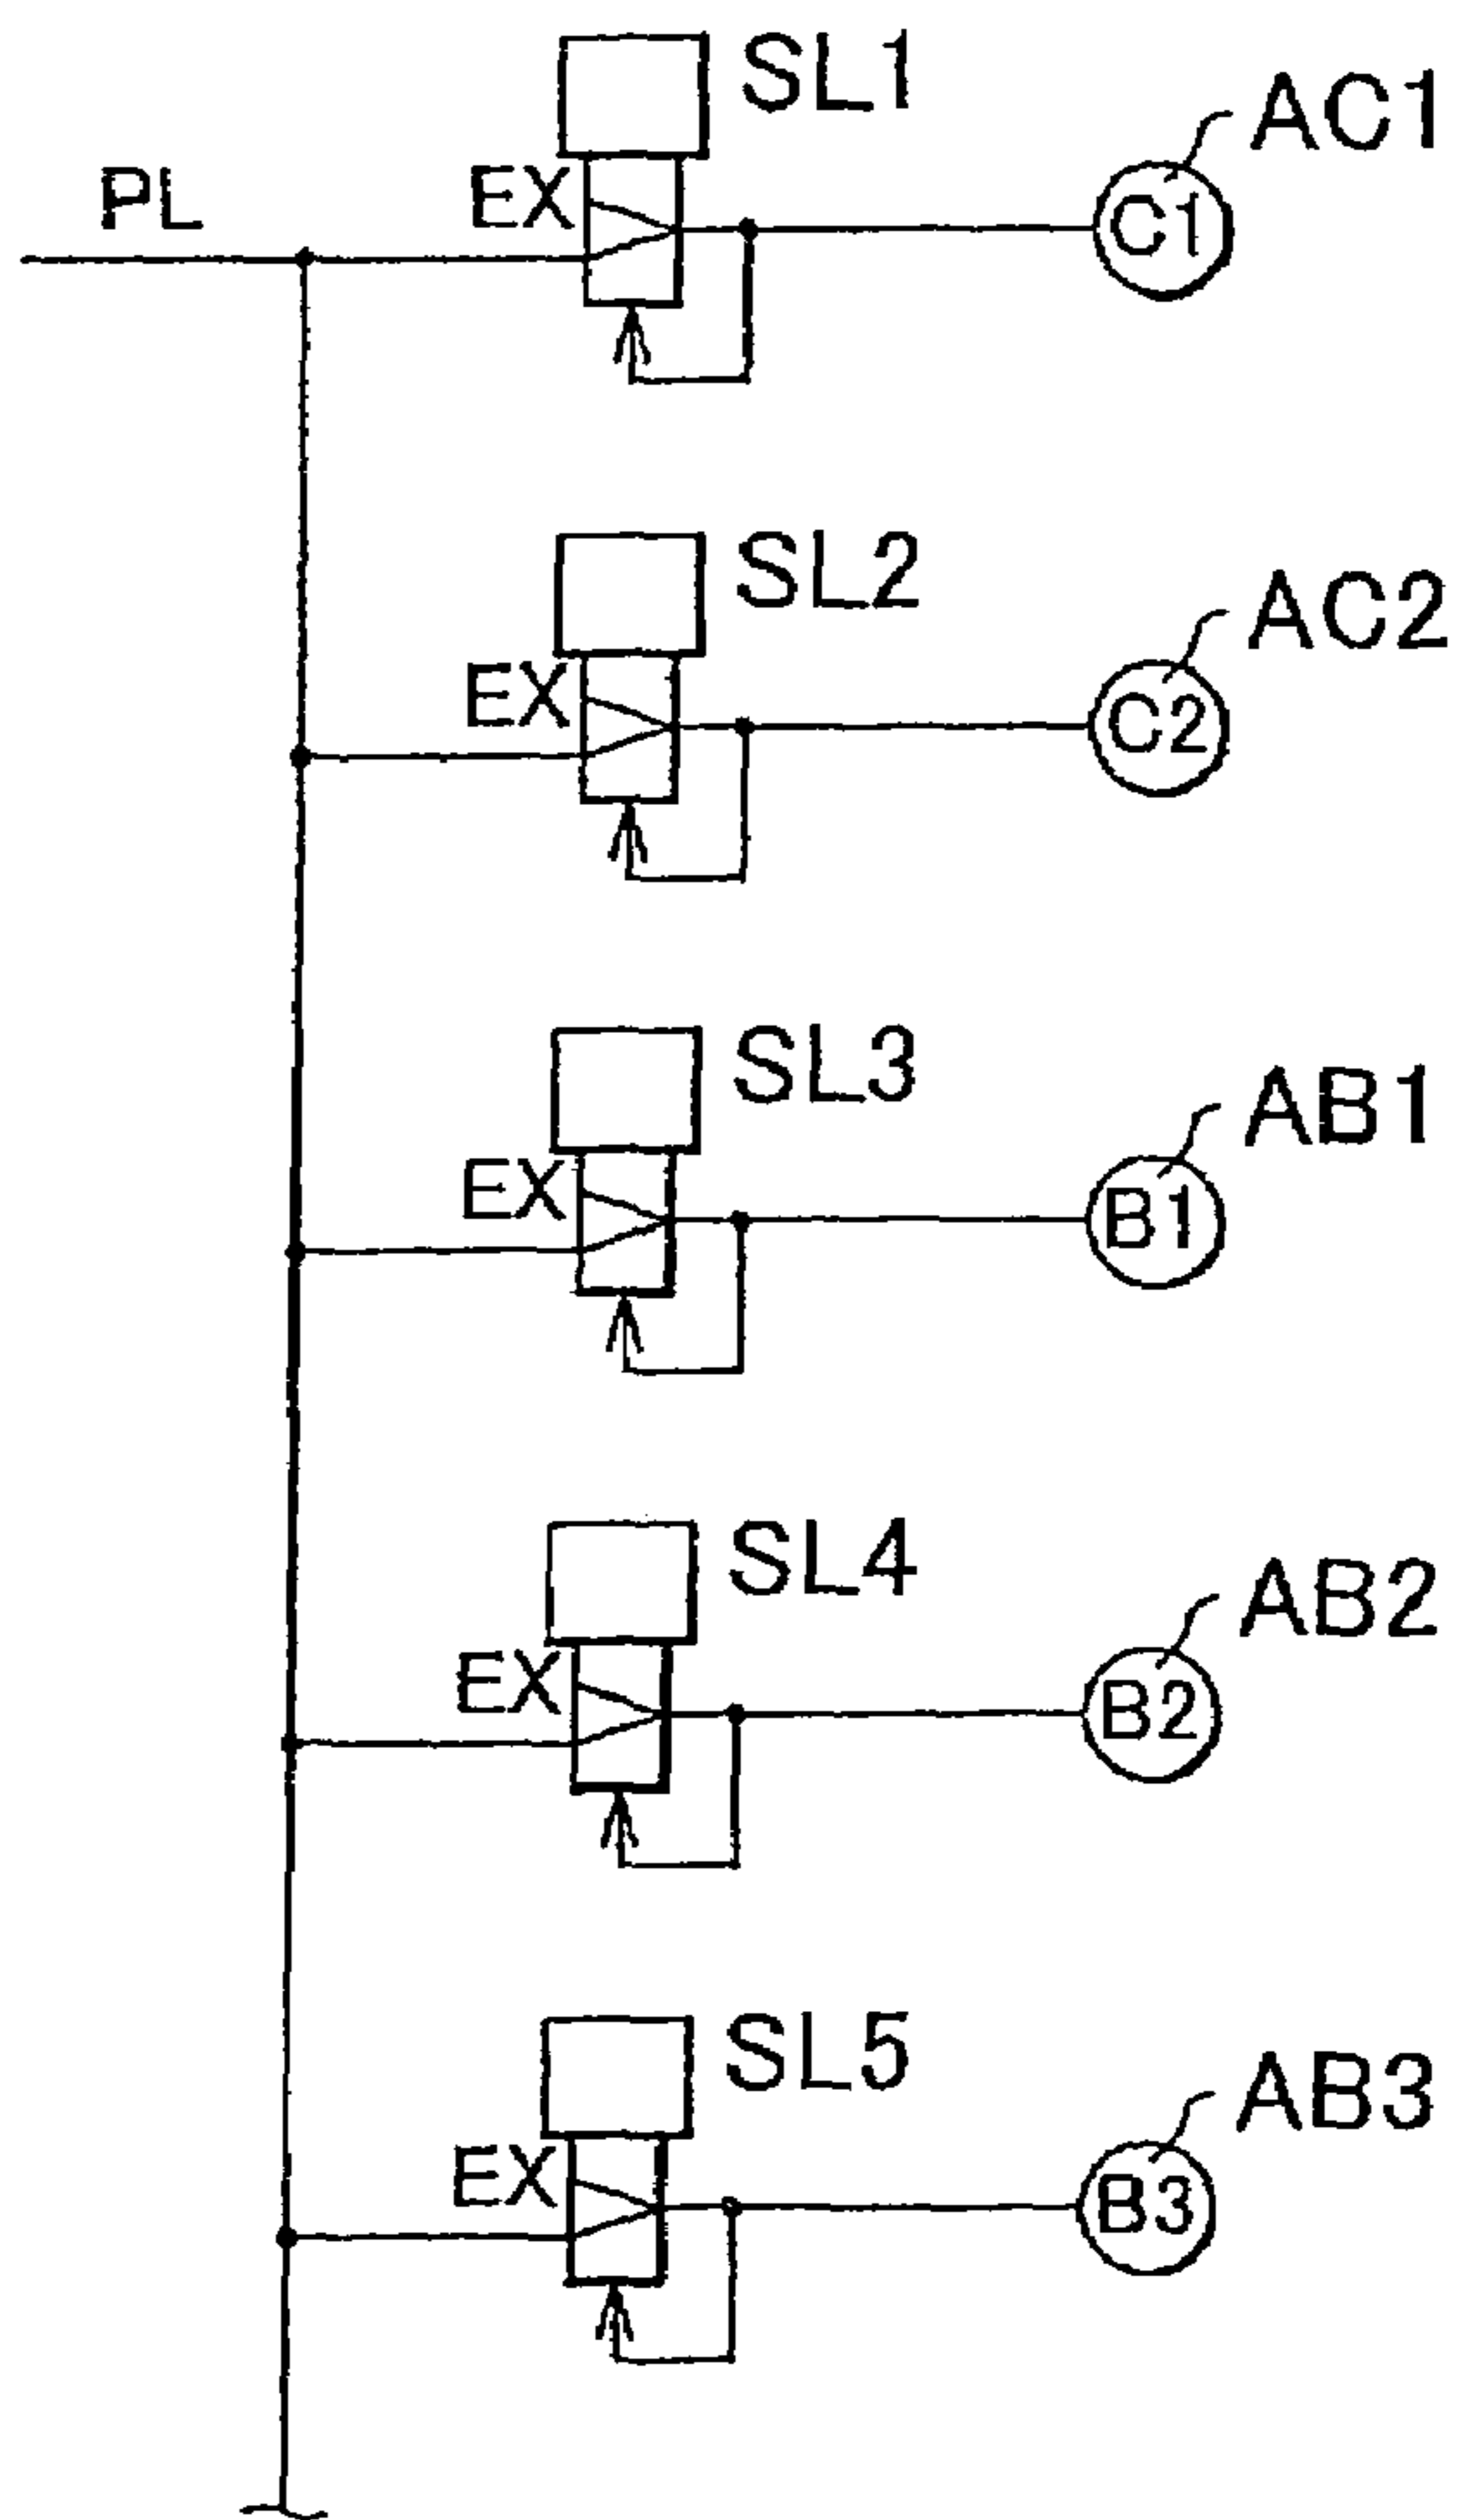 SL1
AC1
PL
EX
C1
SL2
AC2
EX
C2
SL3
AB1
EX
B1
SL4
AB2
EX
B2
SL5
AB3
EX
B3